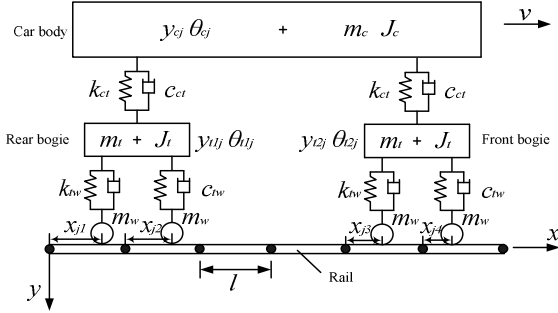 Car body
y_cj θ_cj + m_c J_c
v
k_ct c_ct k_ct c_ct
Rear bogie
m_t + J_t
y_t1j θ_t1j
y_t2j θ_t2j
m_t + J_t
Front bogie
k_tw c_tw k_tw c_tw
x_j1 m_w x_j2 m_w x_j3 m_w x_j4 m_w
x
l
Rail
y